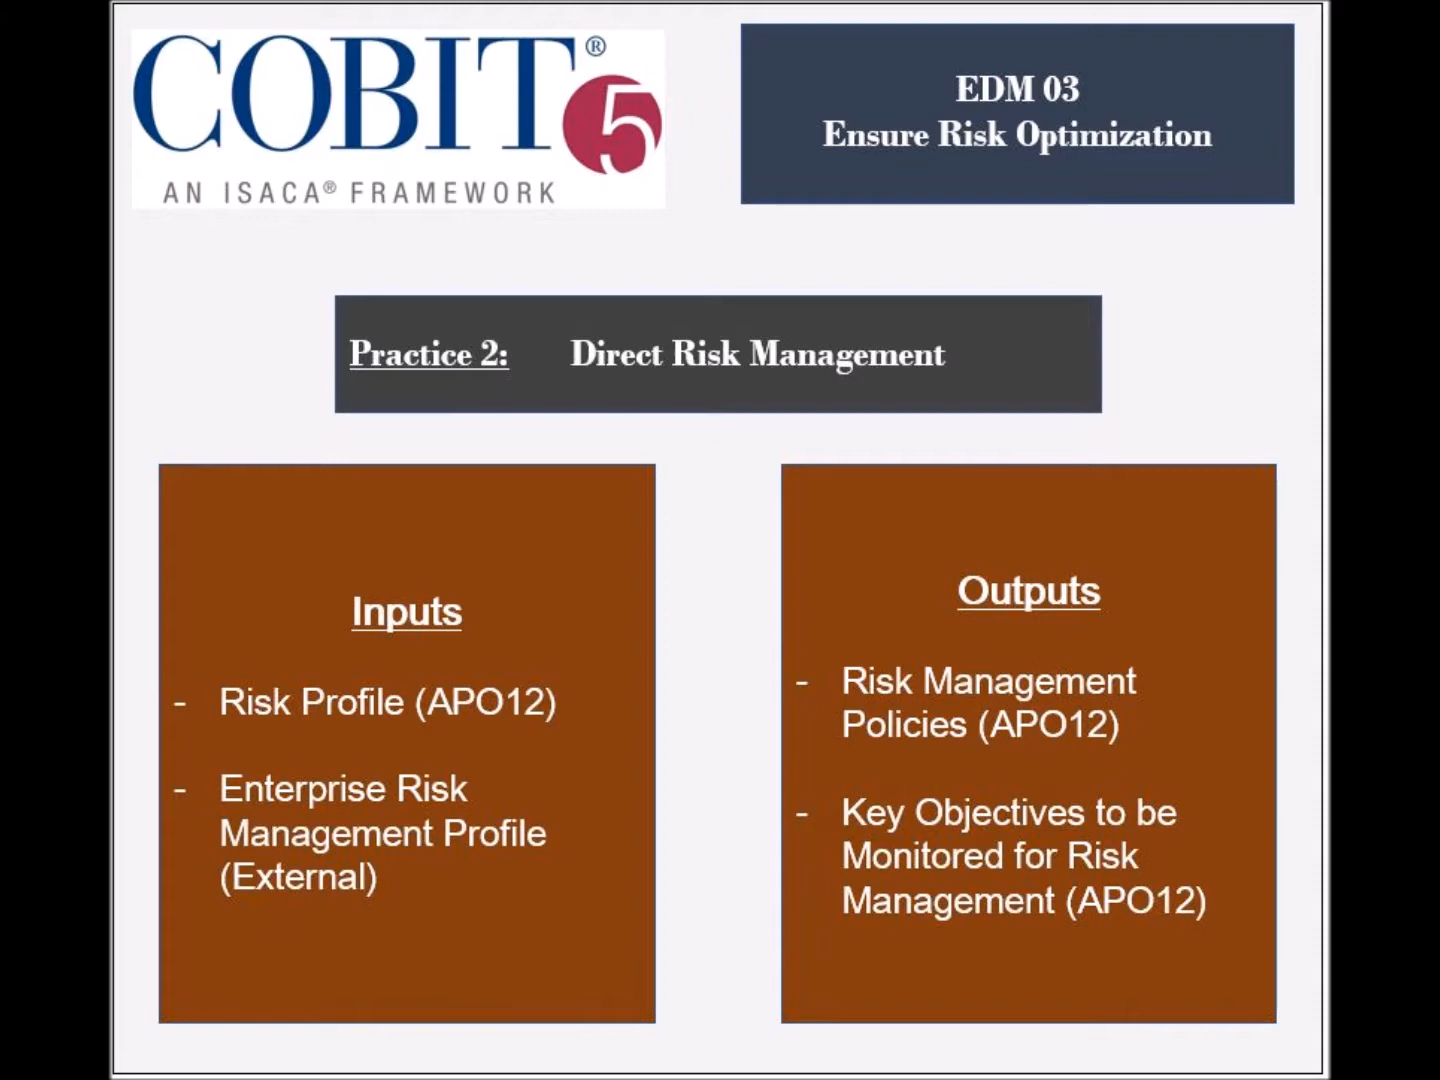 COBIT® 5
AN ISACA® FRAMEWORK
EDM 03
Ensure Risk Optimization
Practice 2: Direct Risk Management
Inputs
- Risk Profile (APO12)
- Enterprise Risk
Management Profile
(External)
Outputs
- Risk Management
Policies (APO12)
- Key Objectives to be
Monitored for Risk
Management (APO12)